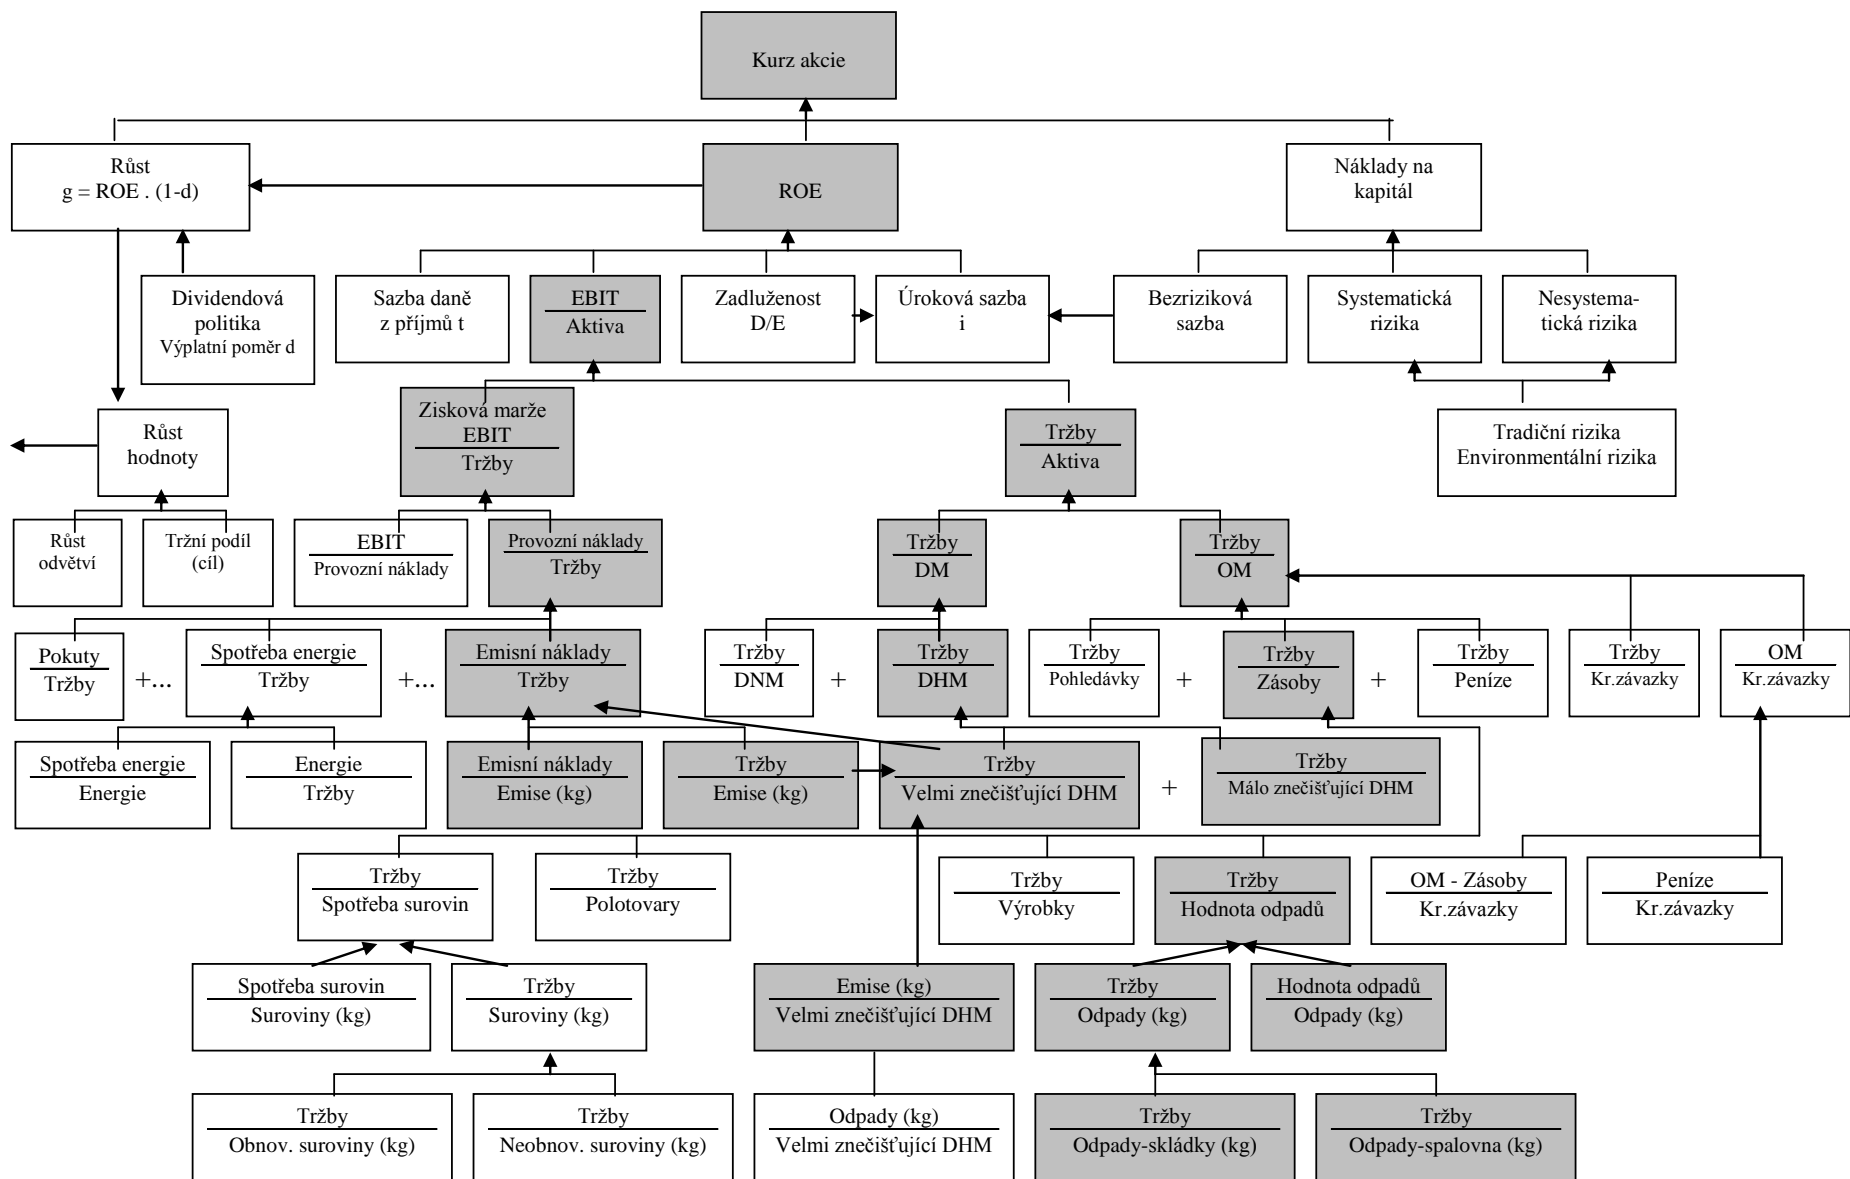 Kurz akcie
Růst
g = ROE . (1-d)
ROE
Náklady na
kapitál
Dividendová
politika
Výplatní poměr d
Sazba daně
z příjmů t
EBIT
Aktiva
Zadluženost
D/E
Úroková sazba
i
Bezriziková
sazba
Systematická
rizika
Nesystema-
tická rizika
Růst
hodnoty
Zisková marže
EBIT
Tržby
Tržby
Aktiva
Tradiční rizika
Environmentální rizika
Růst
odvětví
Tržní podíl
(cíl)
EBIT
Provozní náklady
Provozní náklady
Tržby
Tržby
DM
Tržby
OM
Pokuty
Tržby
+...
Spotřeba energie
Tržby
+...
Emisní náklady
Tržby
Tržby
DNM
+
Tržby
DHM
Tržby
Pohledávky
+
Tržby
Zásoby
+
Tržby
Peníze
Tržby
Kr.závazky
OM
Kr.závazky
Spotřeba energie
Energie
Energie
Tržby
Emisní náklady
Emise (kg)
Tržby
Emise (kg)
Tržby
Velmi znečišťující DHM
+
Tržby
Málo znečišťující DHM
Tržby
Spotřeba surovin
Tržby
Polotovary
Tržby
Výrobky
Tržby
Hodnota odpadů
OM - Zásoby
Kr.závazky
Peníze
Kr.závazky
Spotřeba surovin
Suroviny (kg)
Tržby
Suroviny (kg)
Emise (kg)
Velmi znečišťující DHM
Tržby
Odpady (kg)
Hodnota odpadů
Odpady (kg)
Tržby
Obnov. suroviny (kg)
Tržby
Neobnov. suroviny (kg)
Odpady (kg)
Velmi znečišťující DHM
Tržby
Odpady-skládky (kg)
Tržby
Odpady-spalovna (kg)